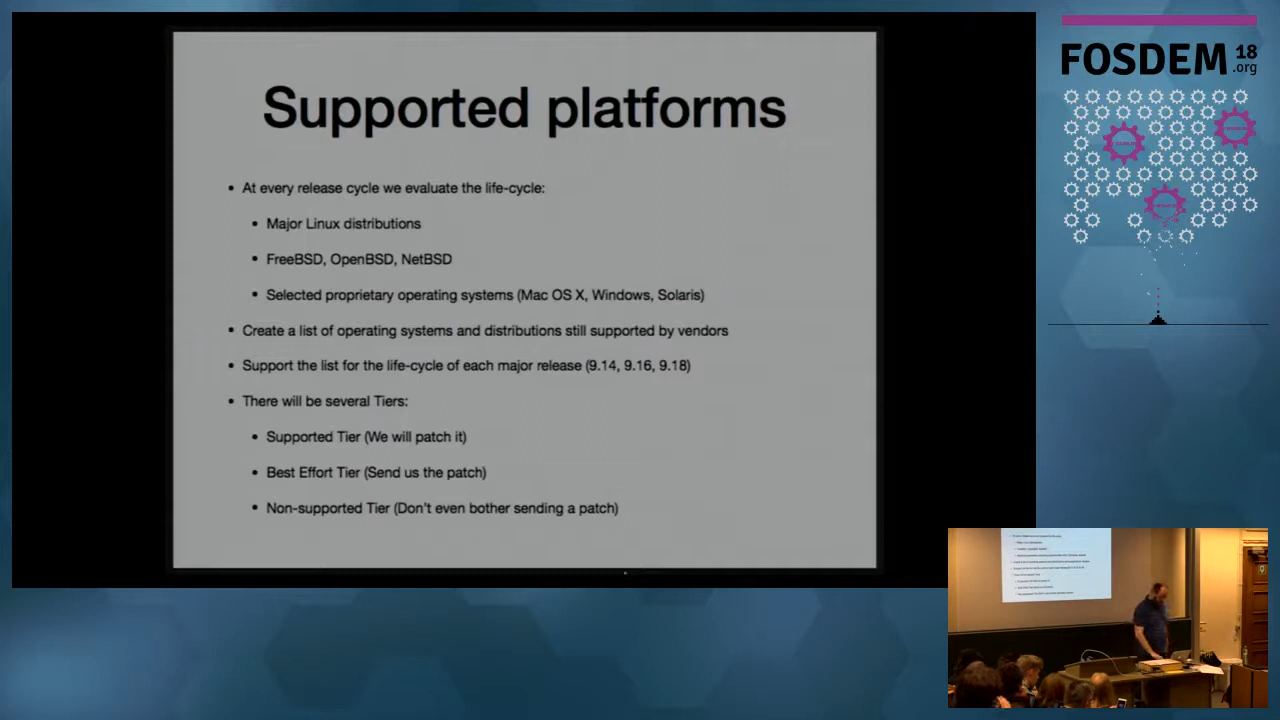 Supported platforms
• At every release cycle we evaluate the life-cycle:
• Major Linux distributions
• FreeBSD, OpenBSD, NetBSD
• Selected proprietary operating systems (Mac OS X, Windows, Solaris)
• Create a list of operating systems and distributions still supported by vendors
• Support the list for the life-cycle of each major release (9.14, 9.16, 9.18)
• There will be several Tiers:
• Supported Tier (We will patch it)
• Best Effort Tier (Send us the patch)
• Non-supported Tier (Don't even bother sending a patch)
FOSDEM 18
.org